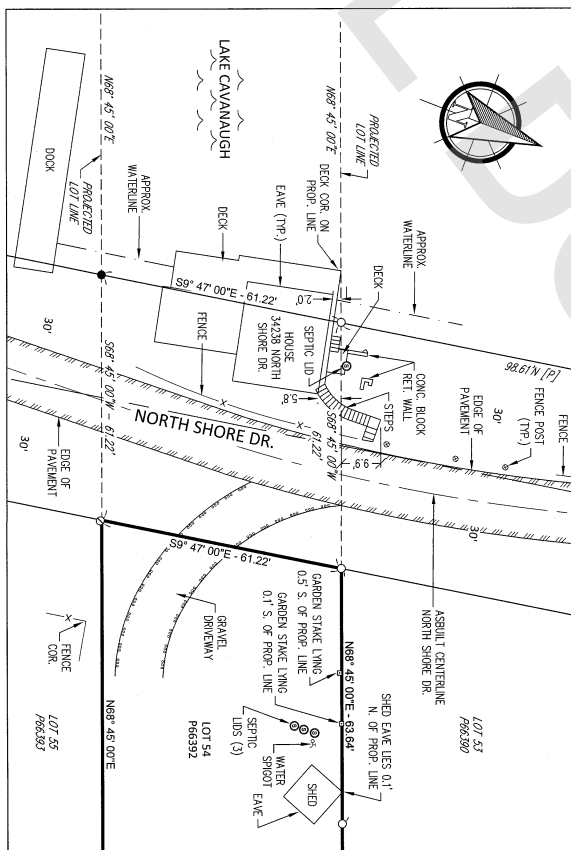 LAKE CAVANAUGH
N68° 45' 00"E
PROJECTED
LOT LINE
DOCK
APPROX.
WATERLINE
DECK
EAVE (TYP.)
DECK COR. ON
PROP. LINE
N68° 45' 00"E
PROJECTED
LOT LINE
APPROX.
WATERLINE
DECK
S9° 47' 00"E - 61.22'
2.0'
HOUSE
34238 NORTH
SHORE DR.
SEPTIC LID
FENCE
5.8'
CONC. BLOCK
RET. WALL
STEPS
98.61'N [P]
30'
FENCE
FENCE POST
(TYP.)
EDGE OF
PAVEMENT
9.9'
S68° 45' 00"W
61.22'
S68° 45' 00"W
61.22'
30'
NORTH SHORE DR.
30'
30'
EDGE OF
PAVEMENT
ASBUILT CENTERLINE
NORTH SHORE DR.
S9° 47' 00"E - 61.22'
GRAVEL
DRIVEWAY
GARDEN STAKE LYING
0.5' S. OF PROP. LINE
GARDEN STAKE LYING
0.1' S. OF PROP. LINE
N68° 45' 00"E - 63.64'
SHED EAVE LIES 0.1'
N. OF PROP. LINE
LOT 53
P66390
SEPTIC
LIDS (3)
S
S
S
S
WATER
SPIGOT
SHED
EAVE
LOT 54
P66392
FENCE
COR.
N68° 45' 00"E
LOT 55
P66393